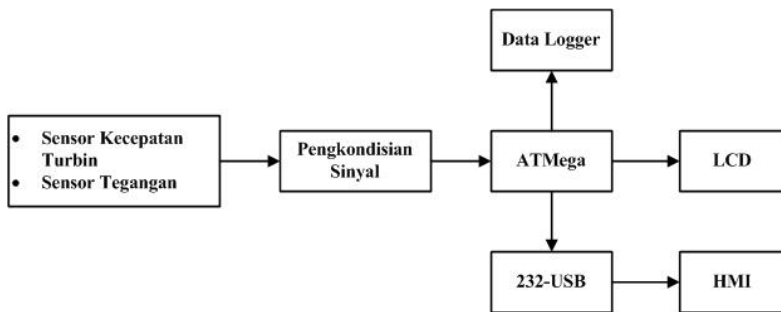 Data Logger
• Sensor Kecepatan
Turbin
• Sensor Tegangan
Pengkondisian
Sinyal
ATMega
LCD
232-USB
HMI